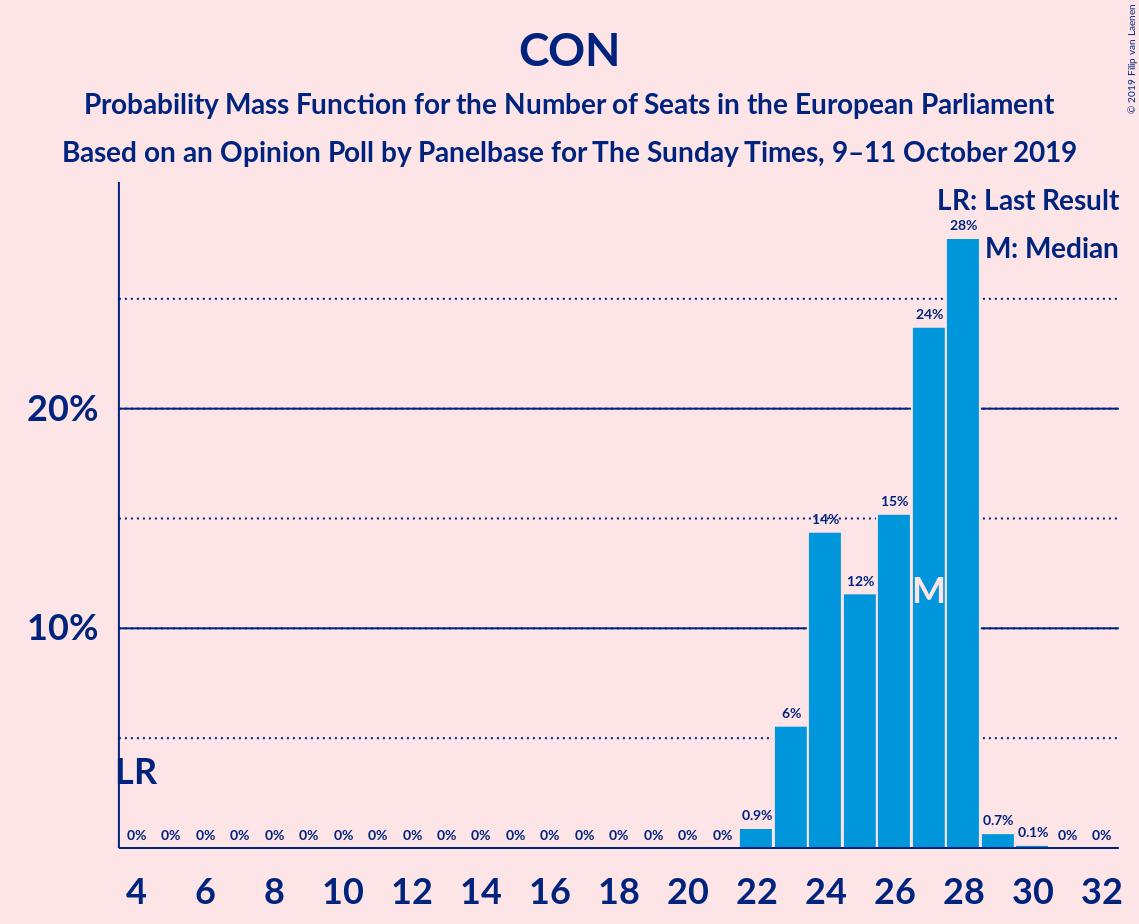 CON
Probability Mass Function for the Number of Seats in the European Parliament
Based on an Opinion Poll by Panelbase for The Sunday Times, 9–11 October 2019
© 2019 Filip van Laenen
LR: Last Result
M: Median
28%
24%
20%
15%
14%
12%
M
10%
6%
LR
0% 0% 0% 0% 0% 0% 0% 0% 0% 0% 0% 0% 0% 0% 0% 0% 0% 0% 0.9% 0.7% 0.1% 0% 0%
4 6 8 10 12 14 16 18 20 22 24 26 28 30 32